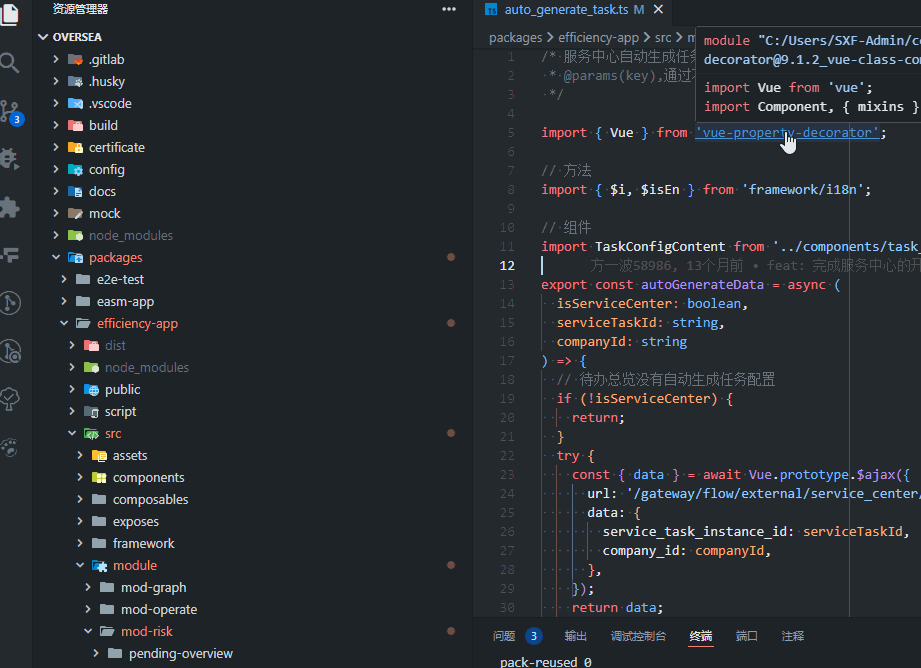 资源管理器
OVERSEA
.gitlab
.husky
.vscode
build
certificate
config
docs
mock
node_modules
packages
e2e-test
easm-app
efficiency-app
dist
node_modules
public
script
src
assets
components
composables
exposes
framework
module
mod-graph
mod-operate
mod-risk
pending-overview
3
TS auto_generate_task.ts M
packages > efficiency-app > src > m
module "C:/Users/SXF-Admin/co
decorator@9.1.2_vue-class-com
import Vue from 'vue';
import Component, { mixins }
1 /* 服务中心自动生成任务
2 * @params(key),通过
3 */
4
5 import { Vue } from 'vue-property-decorator';
6
7 // 方法
8 import { $i, $isEn } from 'framework/i18n';
9
10 // 组件
11 import TaskConfigContent from '../components/task_
12 方一波58986, 13个月前 • feat: 完成服务中心的开
13 export const autoGenerateData = async (
14 isServiceCenter: boolean,
15 serviceTaskId: string,
16 companyId: string
17 ) => {
18 // 待办总览没有自动生成任务配置
19 if (!isServiceCenter) {
20 return;
21 }
22 try {
23 const { data } = await Vue.prototype.$ajax({
24 url: '/gateway/flow/external/service_center/
25 data: {
26 service_task_instance_id: serviceTaskId,
27 company_id: companyId,
28 },
29 });
30 return data;
问题 3 输出 调试控制台 终端 端口 注释
pack-reused 0